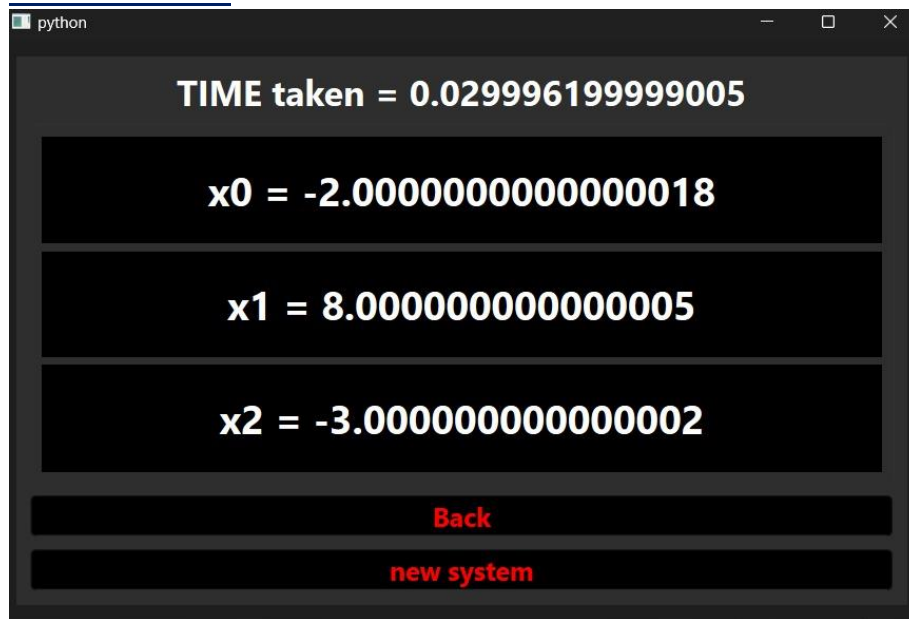 python
TIME taken = 0.029996199999005
x0 = -2.0000000000000018
x1 = 8.000000000000005
x2 = -3.000000000000002
Back
new system